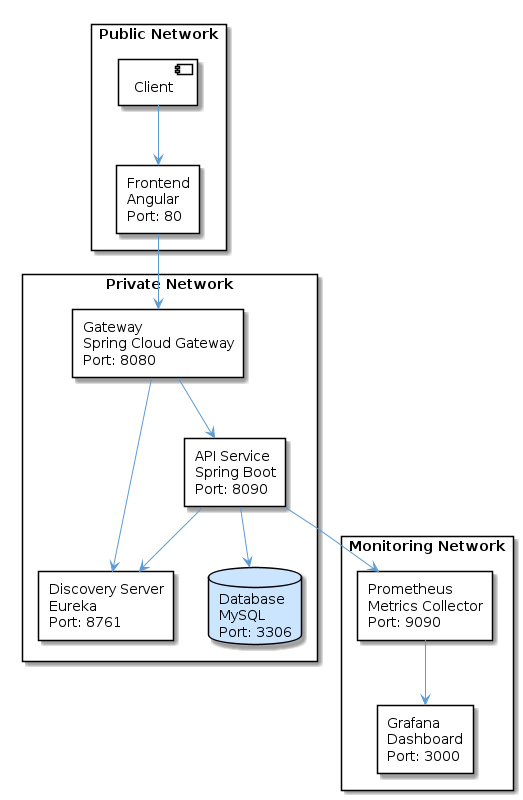 Public Network
Client
Frontend
Angular
Port: 80
Private Network
Gateway
Spring Cloud Gateway
Port: 8080
API Service
Spring Boot
Port: 8090
Discovery Server
Eureka
Port: 8761
Database
MySQL
Port: 3306
Monitoring Network
Prometheus
Metrics Collector
Port: 9090
Grafana
Dashboard
Port: 3000